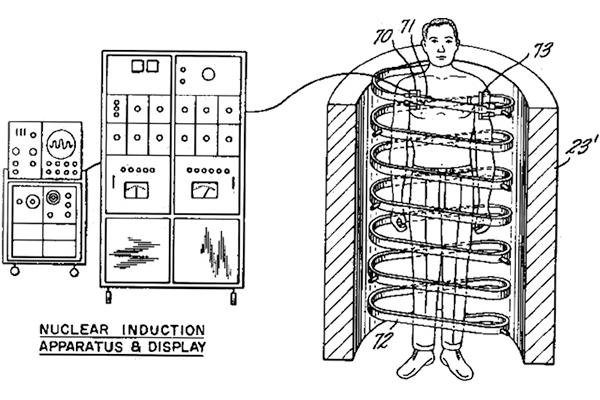 70
71
73
23'
72
NUCLEAR INDUCTION
APPARATUS & DISPLAY